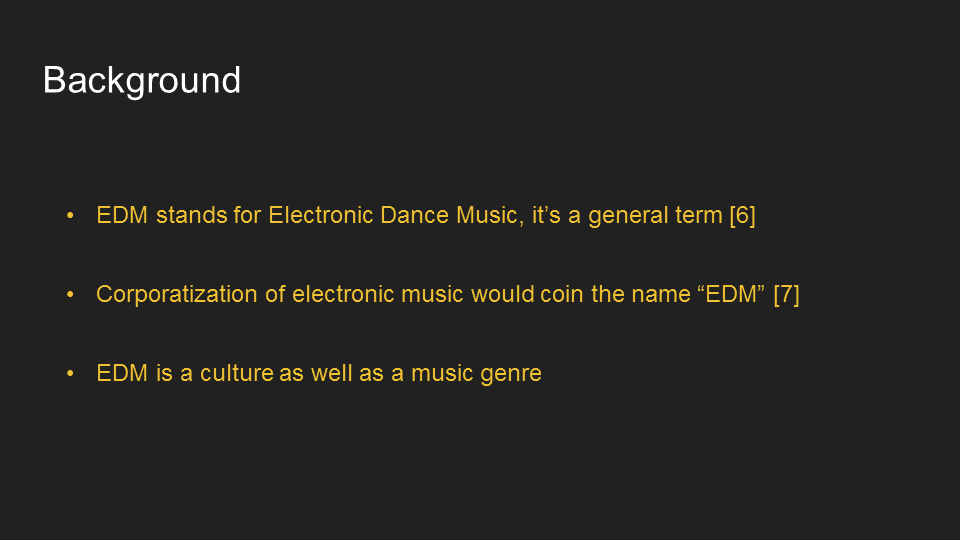 Background
• EDM stands for Electronic Dance Music, it’s a general term [6]
• Corporatization of electronic music would coin the name “EDM” [7]
• EDM is a culture as well as a music genre